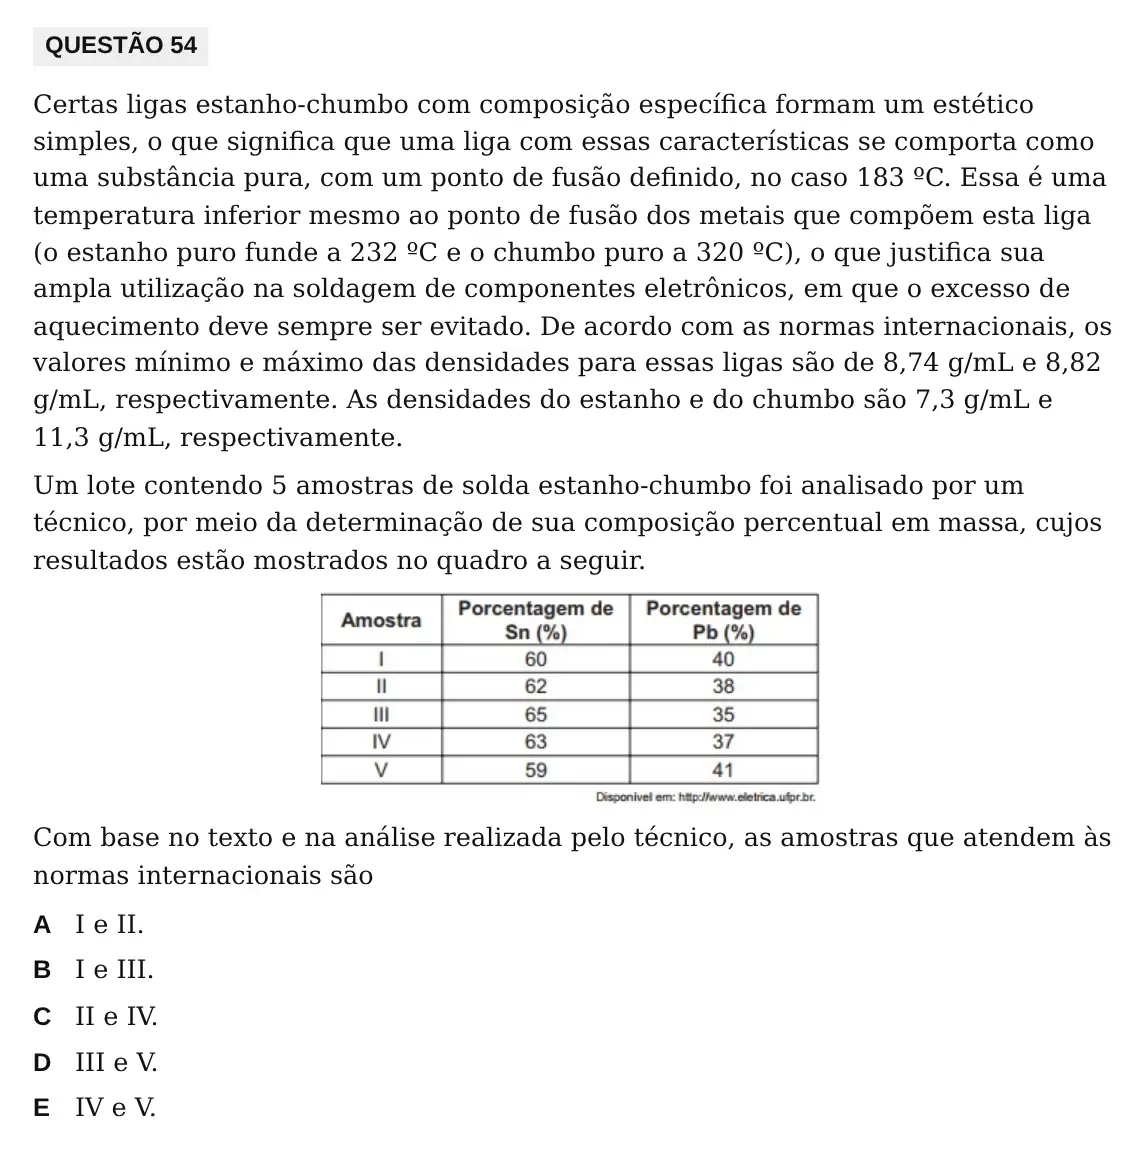 QUESTÃO 54
Certas ligas estanho-chumbo com composição específica formam um estético
simples, o que significa que uma liga com essas características se comporta como
uma substância pura, com um ponto de fusão definido, no caso 183 ºC. Essa é uma
temperatura inferior mesmo ao ponto de fusão dos metais que compõem esta liga
(o estanho puro funde a 232 ºC e o chumbo puro a 320 ºC), o que justifica sua
ampla utilização na soldagem de componentes eletrônicos, em que o excesso de
aquecimento deve sempre ser evitado. De acordo com as normas internacionais, os
valores mínimo e máximo das densidades para essas ligas são de 8,74 g/mL e 8,82
g/mL, respectivamente. As densidades do estanho e do chumbo são 7,3 g/mL e
11,3 g/mL, respectivamente.
Um lote contendo 5 amostras de solda estanho-chumbo foi analisado por um
técnico, por meio da determinação de sua composição percentual em massa, cujos
resultados estão mostrados no quadro a seguir.
Amostra Porcentagem de Sn (%) Porcentagem de Pb (%)
I 60 40
II 62 38
III 65 35
IV 63 37
V 59 41
Disponível em: http://www.eletrica.ufpr.br.
Com base no texto e na análise realizada pelo técnico, as amostras que atendem às
normas internacionais são
A I e II.
B I e III.
C II e IV.
D III e V.
E IV e V.